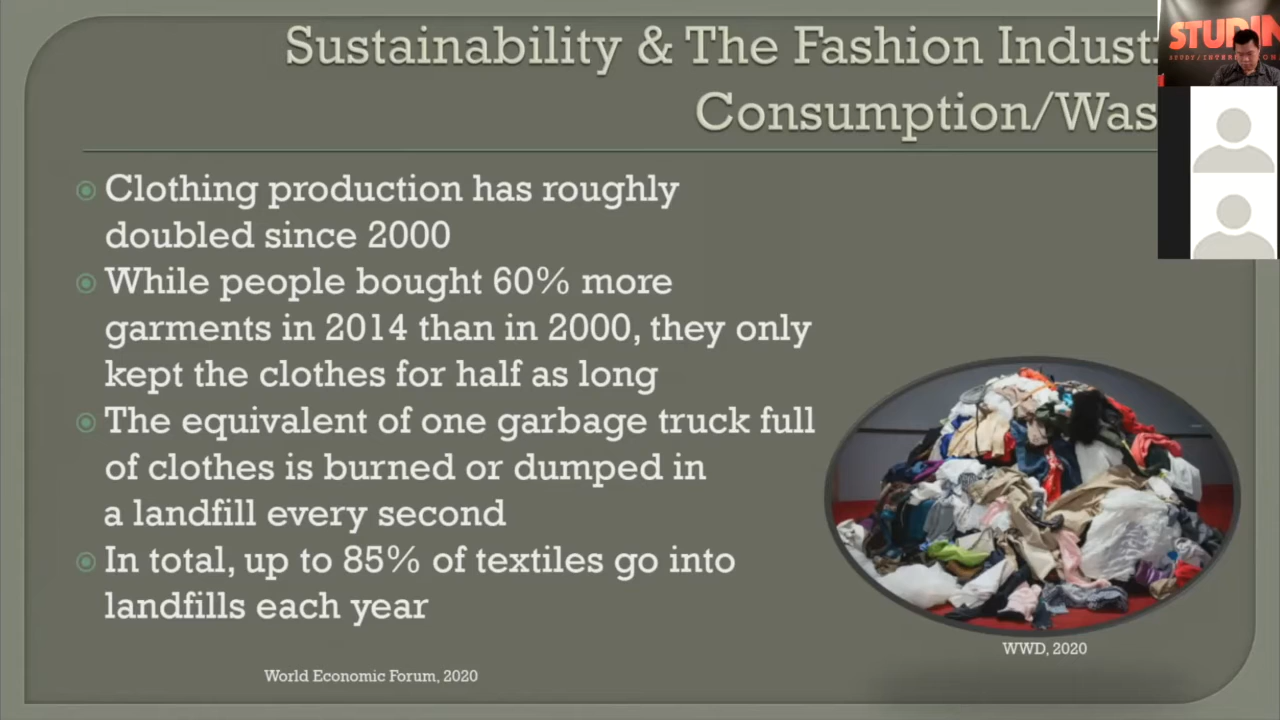 Sustainability & The Fashion Indust
Consumption/Was
Clothing production has roughly
doubled since 2000
While people bought 60% more
garments in 2014 than in 2000, they only
kept the clothes for half as long
The equivalent of one garbage truck full
of clothes is burned or dumped in
a landfill every second
In total, up to 85% of textiles go into
landfills each year
World Economic Forum, 2020
WWD, 2020